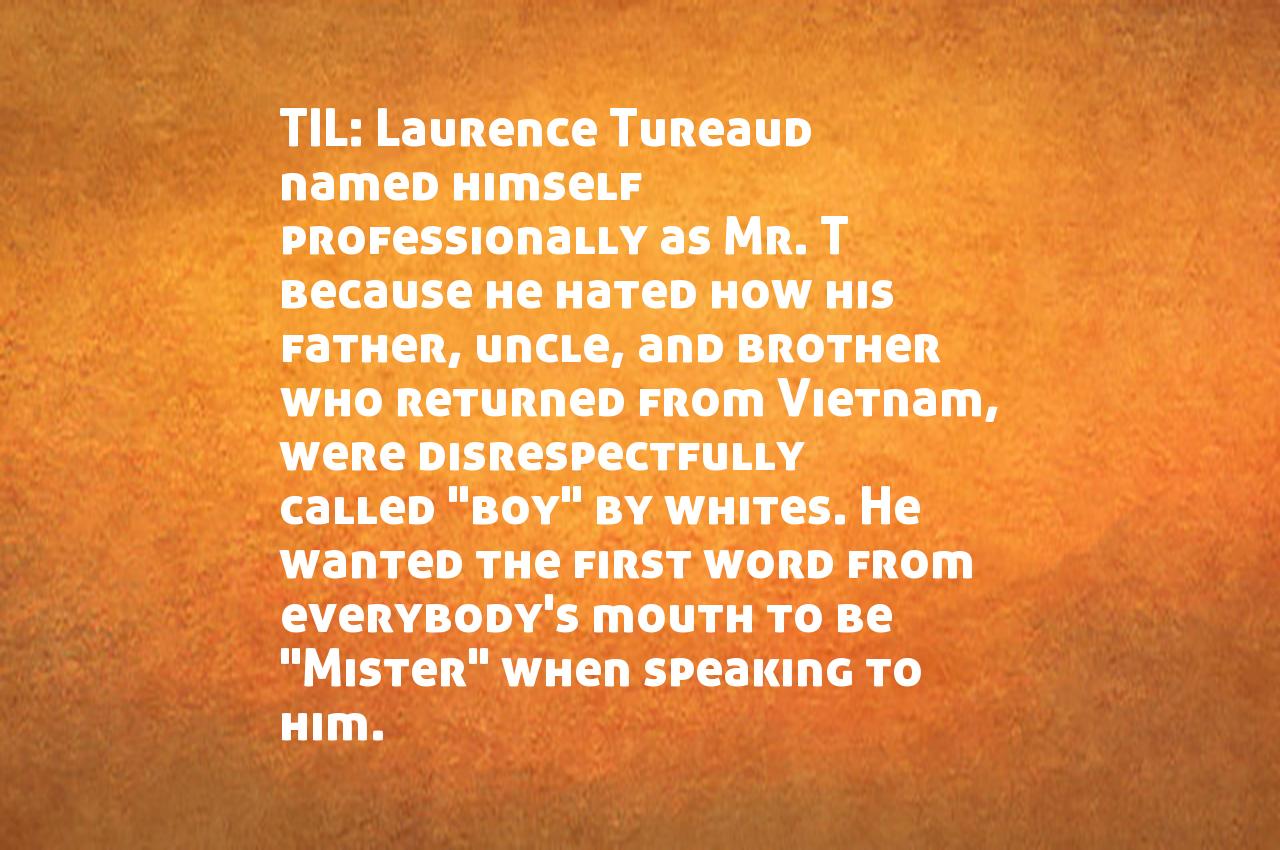 TIL: Laurence Tureaud
named himself
professionally as Mr. T
because he hated how his
father, uncle, and brother
who returned from Vietnam,
were disrespectfully
called "boy" by whites. He
wanted the first word from
everybody's mouth to be
"Mister" when speaking to
him.